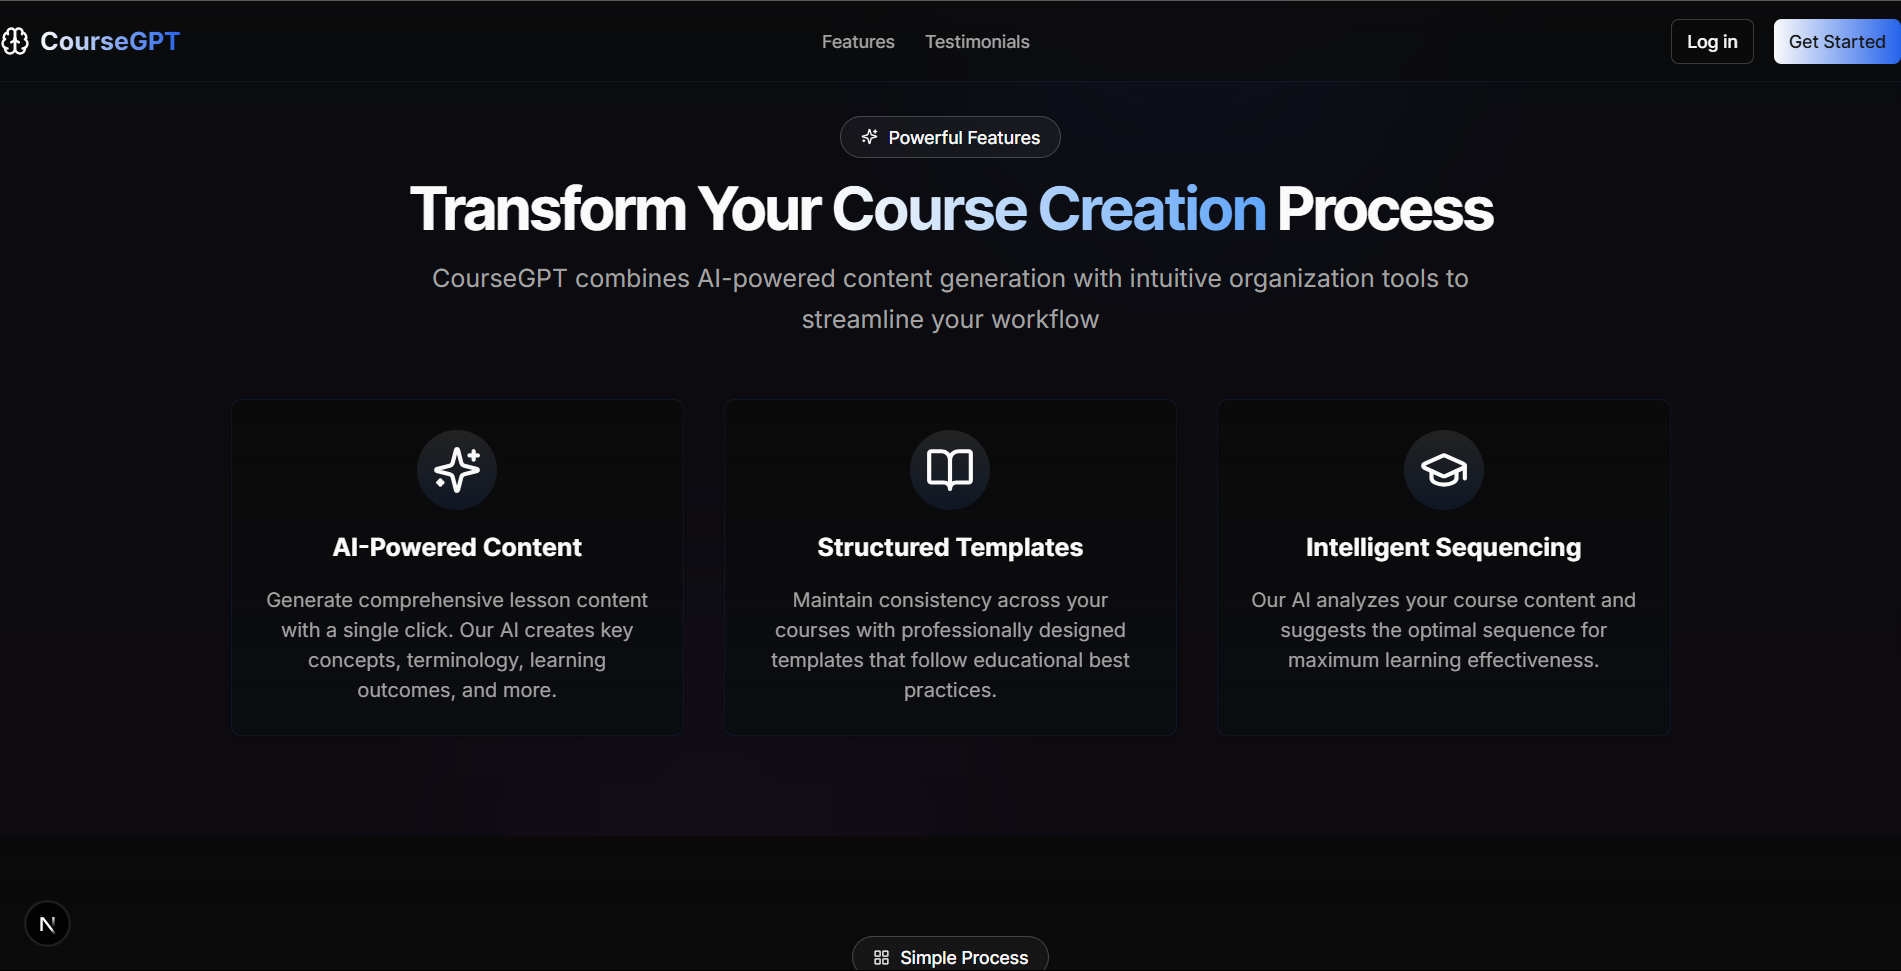 CourseGPT
Features
Testimonials
Log in
Get Started
Powerful Features
Transform Your Course Creation Process
CourseGPT combines AI-powered content generation with intuitive organization tools to
streamline your workflow
AI-Powered Content
Generate comprehensive lesson content
with a single click. Our AI creates key
concepts, terminology, learning
outcomes, and more.
Structured Templates
Maintain consistency across your
courses with professionally designed
templates that follow educational best
practices.
Intelligent Sequencing
Our AI analyzes your course content and
suggests the optimal sequence for
maximum learning effectiveness.
N
Simple Process